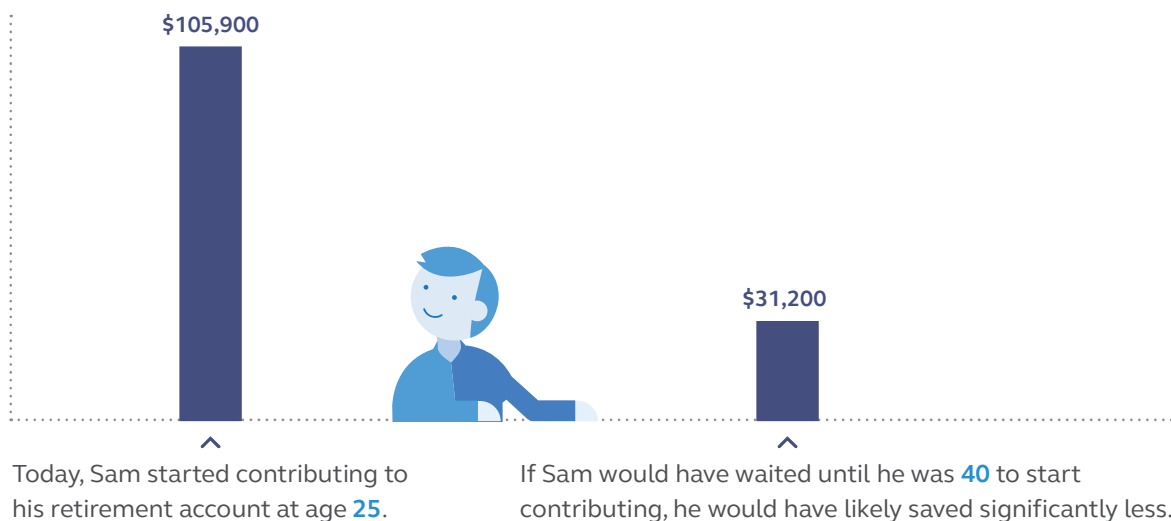 $105,900
$31,200
Today, Sam started contributing to
his retirement account at age 25.
If Sam would have waited until he was 40 to start
contributing, he would have likely saved significantly less.